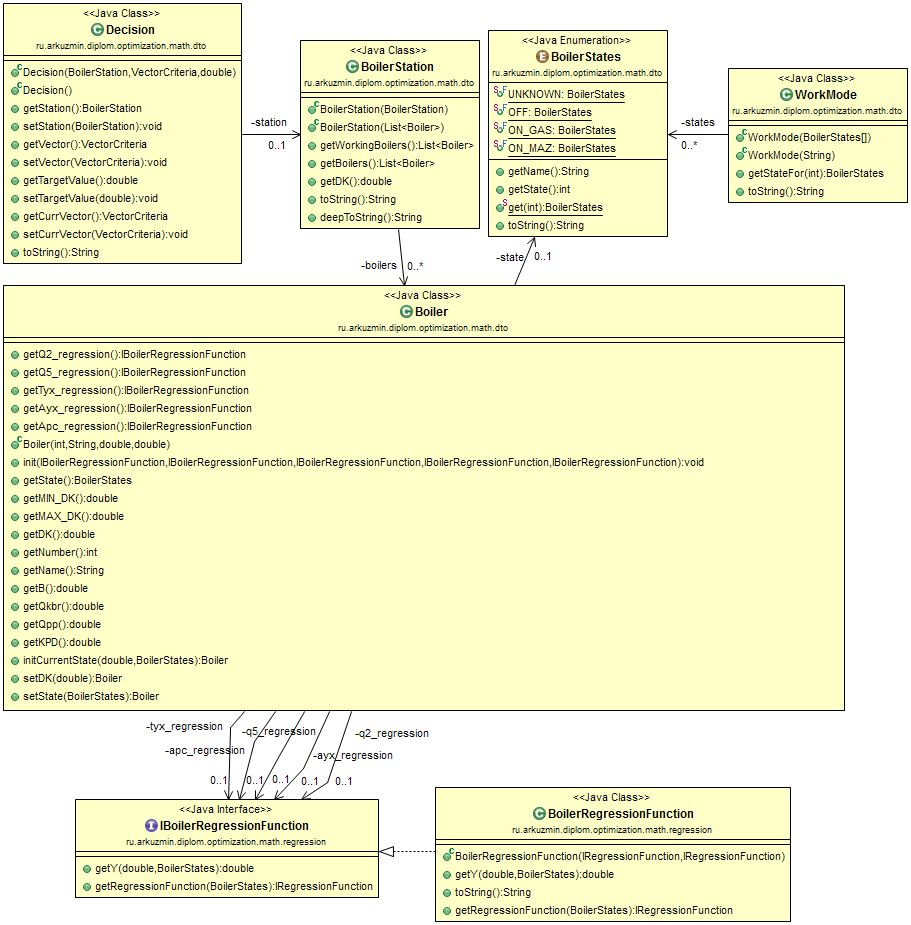 <<Java Class>>
Decision
ru.arkuzmin.diplom.optimization.math.dto
Decision(BoilerStation,VectorCriteria,double)
Decision()
getStation():BoilerStation
setStation(BoilerStation):void
getVector():VectorCriteria
setVector(VectorCriteria):void
getTargetValue():double
setTargetValue(double):void
getCurrVector():VectorCriteria
setCurrVector(VectorCriteria):void
toString():String
-station
0..1
<<Java Class>>
BoilerStation
ru.arkuzmin.diplom.optimization.math.dto
BoilerStation(BoilerStation)
BoilerStation(List<Boiler>)
getWorkingBoilers():List<Boiler>
getBoilers():List<Boiler>
getDK():double
toString():String
deepToString():String
<<Java Enumeration>>
BoilerStates
ru.arkuzmin.diplom.optimization.math.dto
UNKNOWN: BoilerStates
OFF: BoilerStates
ON_GAS: BoilerStates
ON_MAZ: BoilerStates
getName():String
getState():int
get(int):BoilerStates
toString():String
-states
0..*
<<Java Class>>
WorkMode
ru.arkuzmin.diplom.optimization.math.dto
WorkMode(BoilerStates[])
WorkMode(String)
getStateFor(int):BoilerStates
toString():String
-boilers
0..*
-state
0..1
<<Java Class>>
Boiler
ru.arkuzmin.diplom.optimization.math.dto
getQ2_regression():IBoilerRegressionFunction
getQ5_regression():IBoilerRegressionFunction
getTyx_regression():IBoilerRegressionFunction
getAyx_regression():IBoilerRegressionFunction
getApc_regression():IBoilerRegressionFunction
Boiler(int,String,double,double)
init(IBoilerRegressionFunction,IBoilerRegressionFunction,IBoilerRegressionFunction,IBoilerRegressionFunction,IBoilerRegressionFunction):void
getState():BoilerStates
getMIN_DK():double
getMAX_DK():double
getDK():double
getNumber():int
getName():String
getB():double
getQkbr():double
getQpp():double
getKPD():double
initCurrentState(double,BoilerStates):Boiler
setDK(double):Boiler
setState(BoilerStates):Boiler
-tyx_regression
-q5_regression
-q2_regression
-apc_regression
-ayx_regression
0..1
0..1
0..1
0..1
0..1
<<Java Interface>>
IBoilerRegressionFunction
ru.arkuzmin.diplom.optimization.math.regression
getY(double,BoilerStates):double
getRegressionFunction(BoilerStates):IRegressionFunction
<<Java Class>>
BoilerRegressionFunction
ru.arkuzmin.diplom.optimization.math.regression
BoilerRegressionFunction(IRegressionFunction,IRegressionFunction)
getY(double,BoilerStates):double
toString():String
getRegressionFunction(BoilerStates):IRegressionFunction